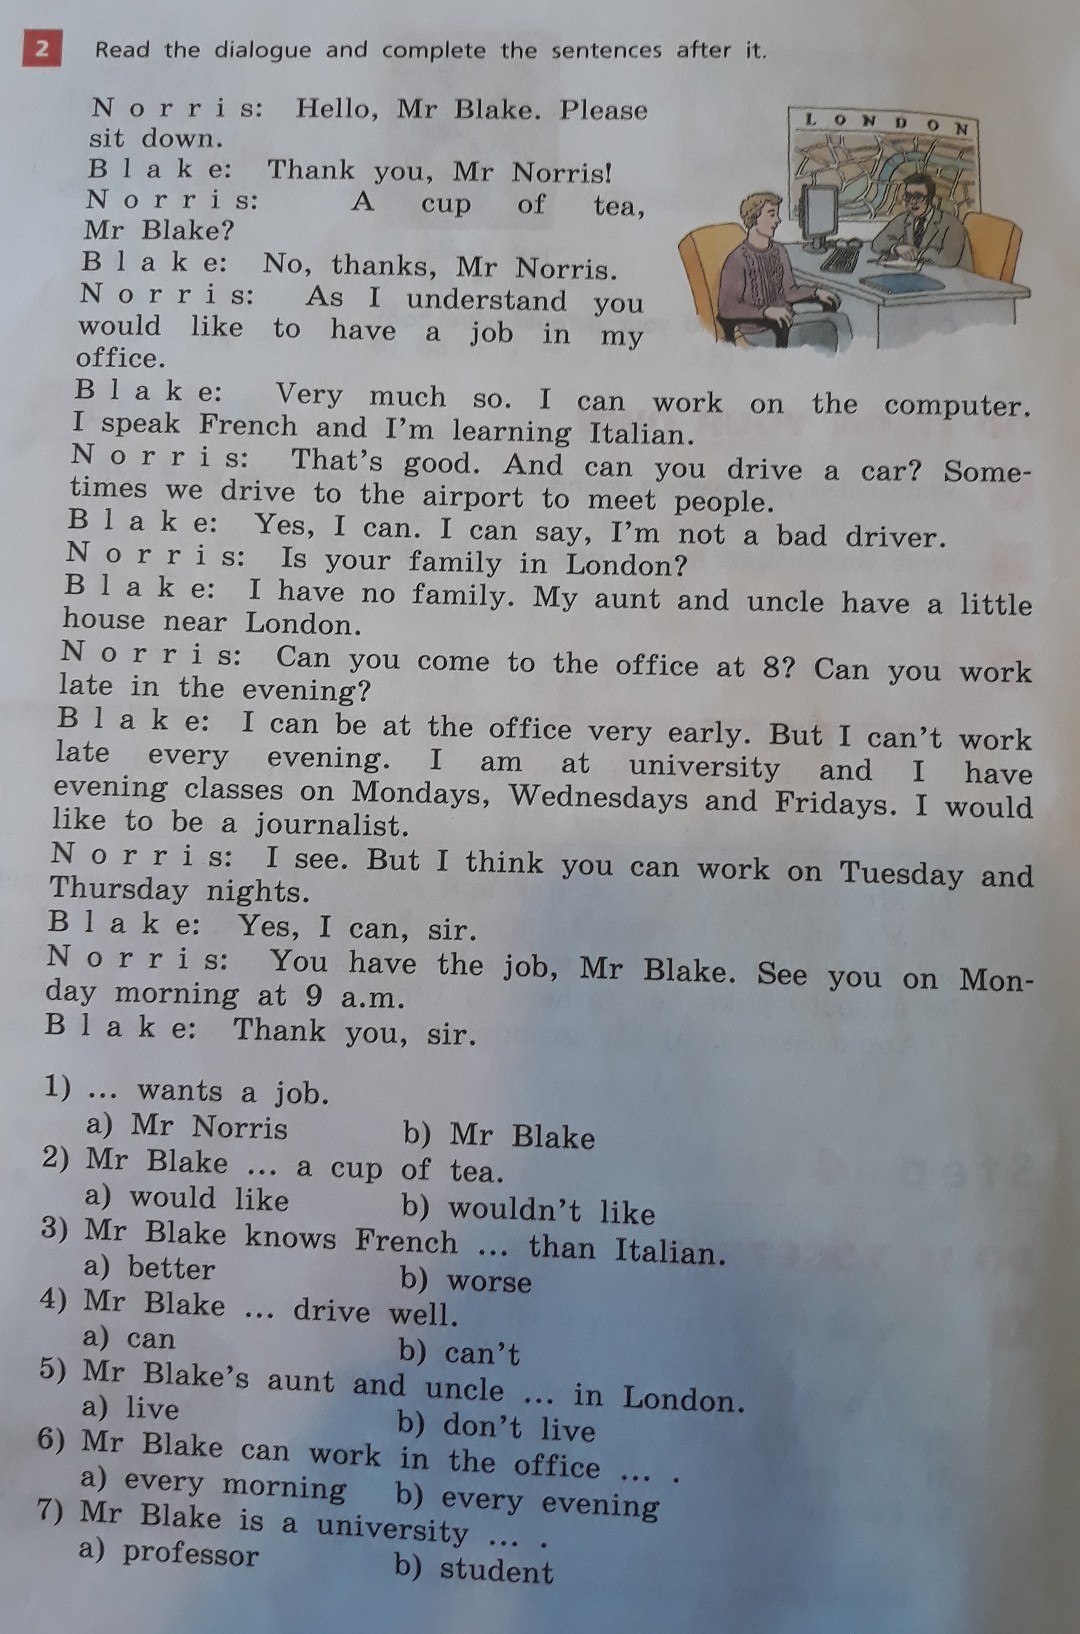 2 Read the dialogue and complete the sentences after it.
Norris: Hello, Mr Blake. Please
sit down.
LONDON
Blake: Thank you, Mr Norris!
Norris: A cup of tea,
Mr Blake?
Blake: No, thanks, Mr Norris.
Norris: As I understand you
would like to have a job in my
office.
Blake: Very much so. I can work on the computer.
I speak French and I'm learning Italian.
Norris: That's good. And can you drive a car? Some-
times we drive to the airport to meet people.
Blake: Yes, I can. I can say, I'm not a bad driver.
Norris: Is your family in London?
Blake: I have no family. My aunt and uncle have a little
house near London.
Norris: Can you come to the office at 8? Can you work
late in the evening?
Blake: I can be at the office very early. But I can't work
late every evening. I am at university and I have
evening classes on Mondays, Wednesdays and Fridays. I would
like to be a journalist.
Norris: I see. But I think you can work on Tuesday and
Thursday nights.
Blake: Yes, I can, sir.
Norris: You have the job, Mr Blake. See you on Mon-
day morning at 9 a.m.
Blake: Thank you, sir.
1) ... wants a job.
a) Mr Norris b) Mr Blake
2) Mr Blake ... a cup of tea.
a) would like b) wouldn't like
3) Mr Blake knows French ... than Italian.
a) better b) worse
4) Mr Blake ... drive well.
a) can b) can't
5) Mr Blake's aunt and uncle ... in London.
a) live b) don't live
6) Mr Blake can work in the office ... .
a) every morning b) every evening
7) Mr Blake is a university ... .
a) professor b) student